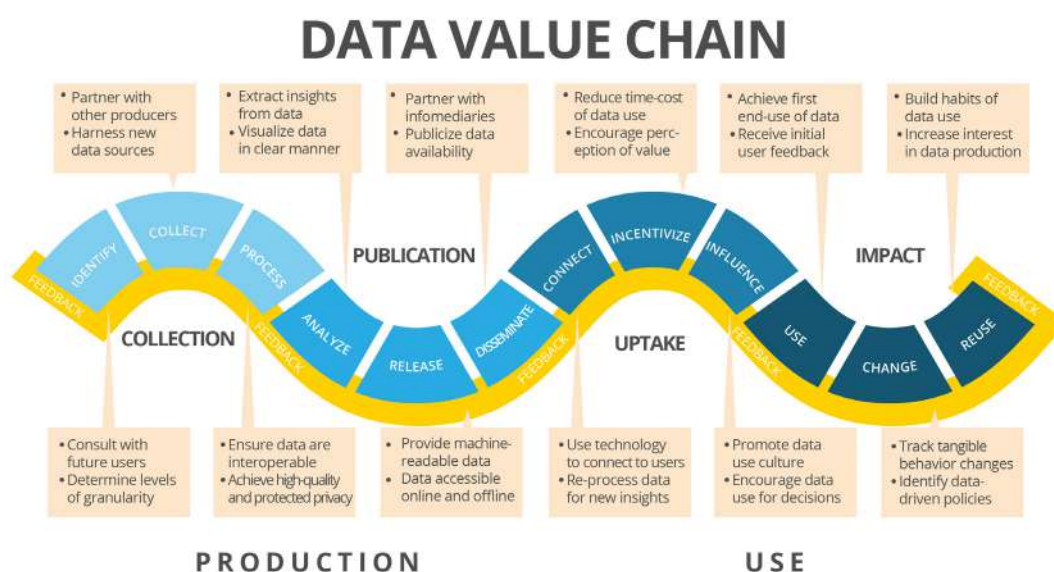 DATA VALUE CHAIN
• Partner with
other producers
• Harness new
data sources
• Extract insights
from data
• Visualize data
in clear manner
• Partner with
infomediaries
• Publicize data
availability
• Reduce time-cost
of data use
• Encourage perc-
eption of value
• Achieve first
end-use of data
• Receive initial
user feedback
• Build habits of
data use
• Increase interest
in data production
FEEDBACK
IDENTIFY
COLLECT
PROCESS
COLLECTION
FEEDBACK
ANALYZE
RELEASE
DISSEMINATE
PUBLICATION
FEEDBACK
CONNECT
INCENTIVIZE
INFLUENCE
UPTAKE
FEEDBACK
USE
CHANGE
REUSE
IMPACT
FEEDBACK
• Consult with
future users
• Determine levels
of granularity
• Ensure data are
interoperable
• Achieve high-quality
and protected privacy
• Provide machine-
readable data
• Data accessible
online and offline
• Use technology
to connect to users
• Re-process data
for new insights
• Promote data
use culture
• Encourage data
use for decisions
• Track tangible
behavior changes
• Identify data-
driven policies
PRODUCTION
USE